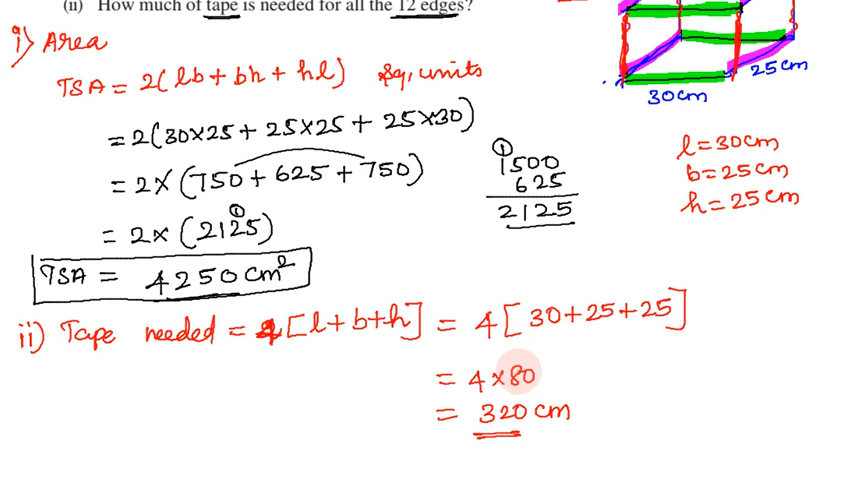 (ii) How much of tape is needed for all the 12 edges?
i) Area
TSA = 2(lb + bh + hl) Sq, units
= 2(30×25 + 25×25 + 25×30)
= 2×(750 + 625 + 750)
= 2×(2125)
1
TSA = 4250 cm²
1
1500
625
2125
25cm
30cm
l = 30cm
b = 25cm
h = 25cm
ii) Tape needed = 4[l + b + h] = 4[30 + 25 + 25]
= 4 × 80
= 320 cm